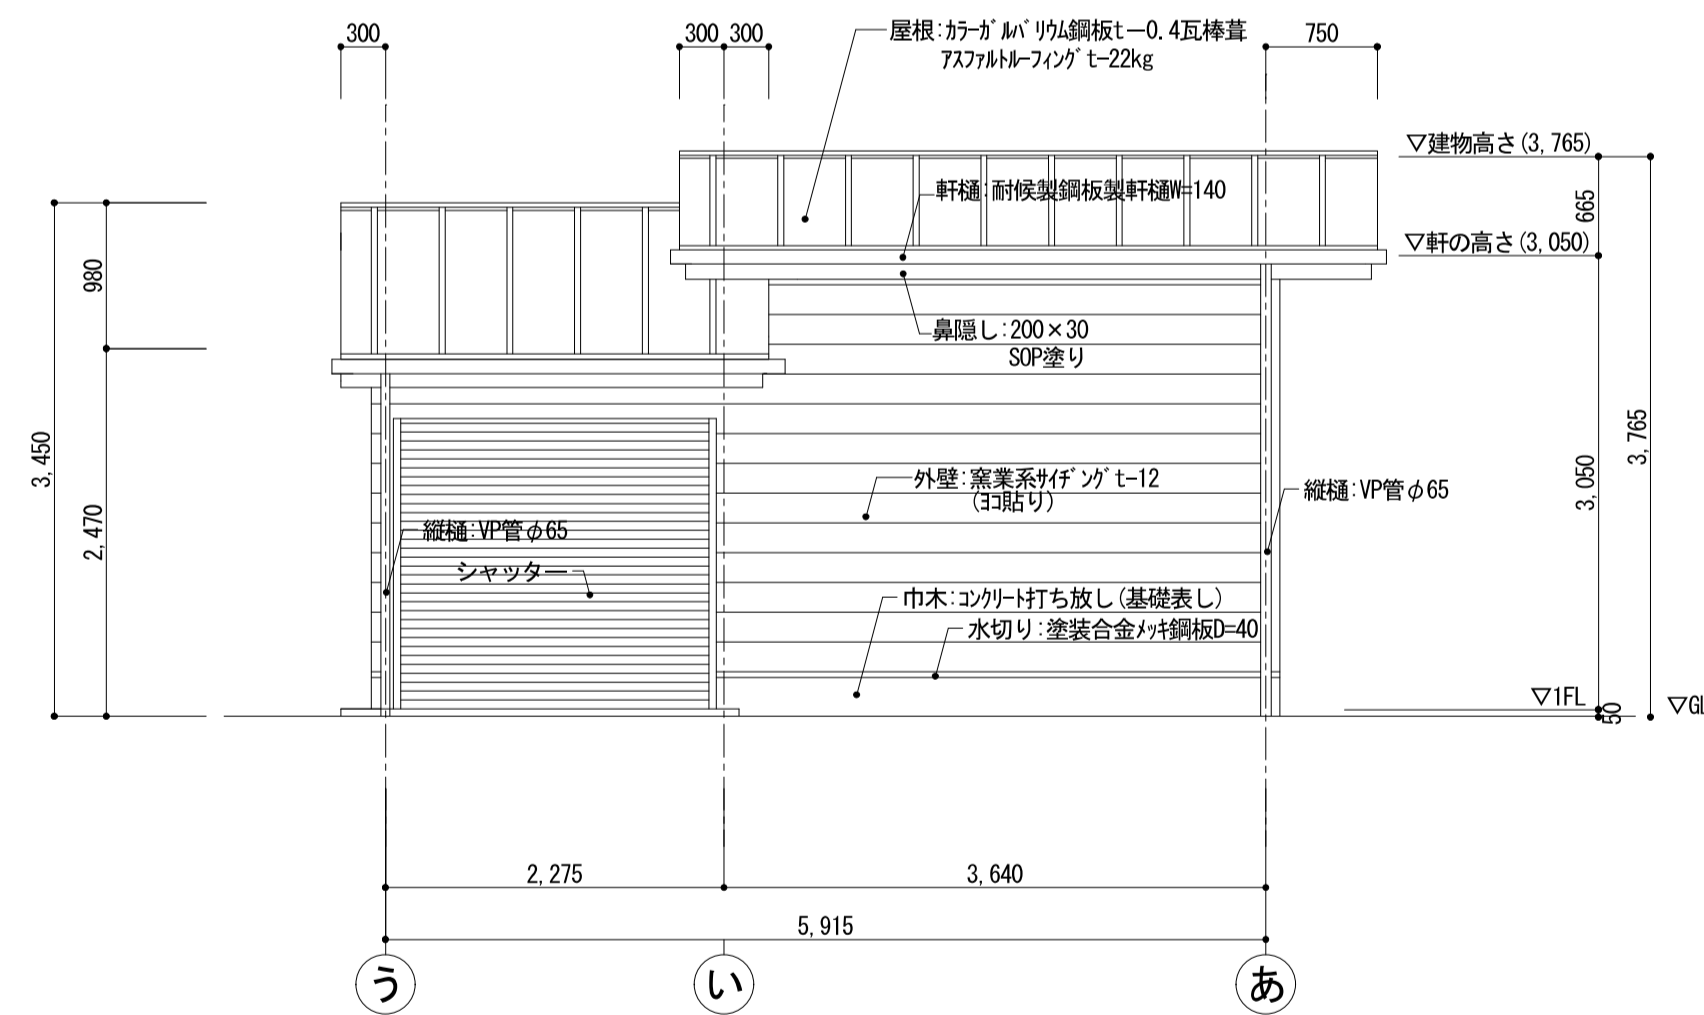 300
300
300
750
屋根:カラーガルバリウム鋼板t−0.4瓦棒葺
アスファルトルーフィングt−22kg
▽建物高さ(3,765)
軒樋:耐候製鋼板製軒樋W=140
665
▽軒の高さ(3,050)
980
鼻隠し:200×30
SOP塗り
3,450
3,765
外壁:窯業系サイデングt−12
(ヨコ貼り)
3,050
縦樋:VP管φ65
2,470
縦樋:VP管φ65
シャッター
巾木:コンクリート打ち放し(基礎表し)
水切り:塗装合金メッキ鋼板D=40
▽1FL
50
▽GL
2,275
3,640
5,915
う
い
あ